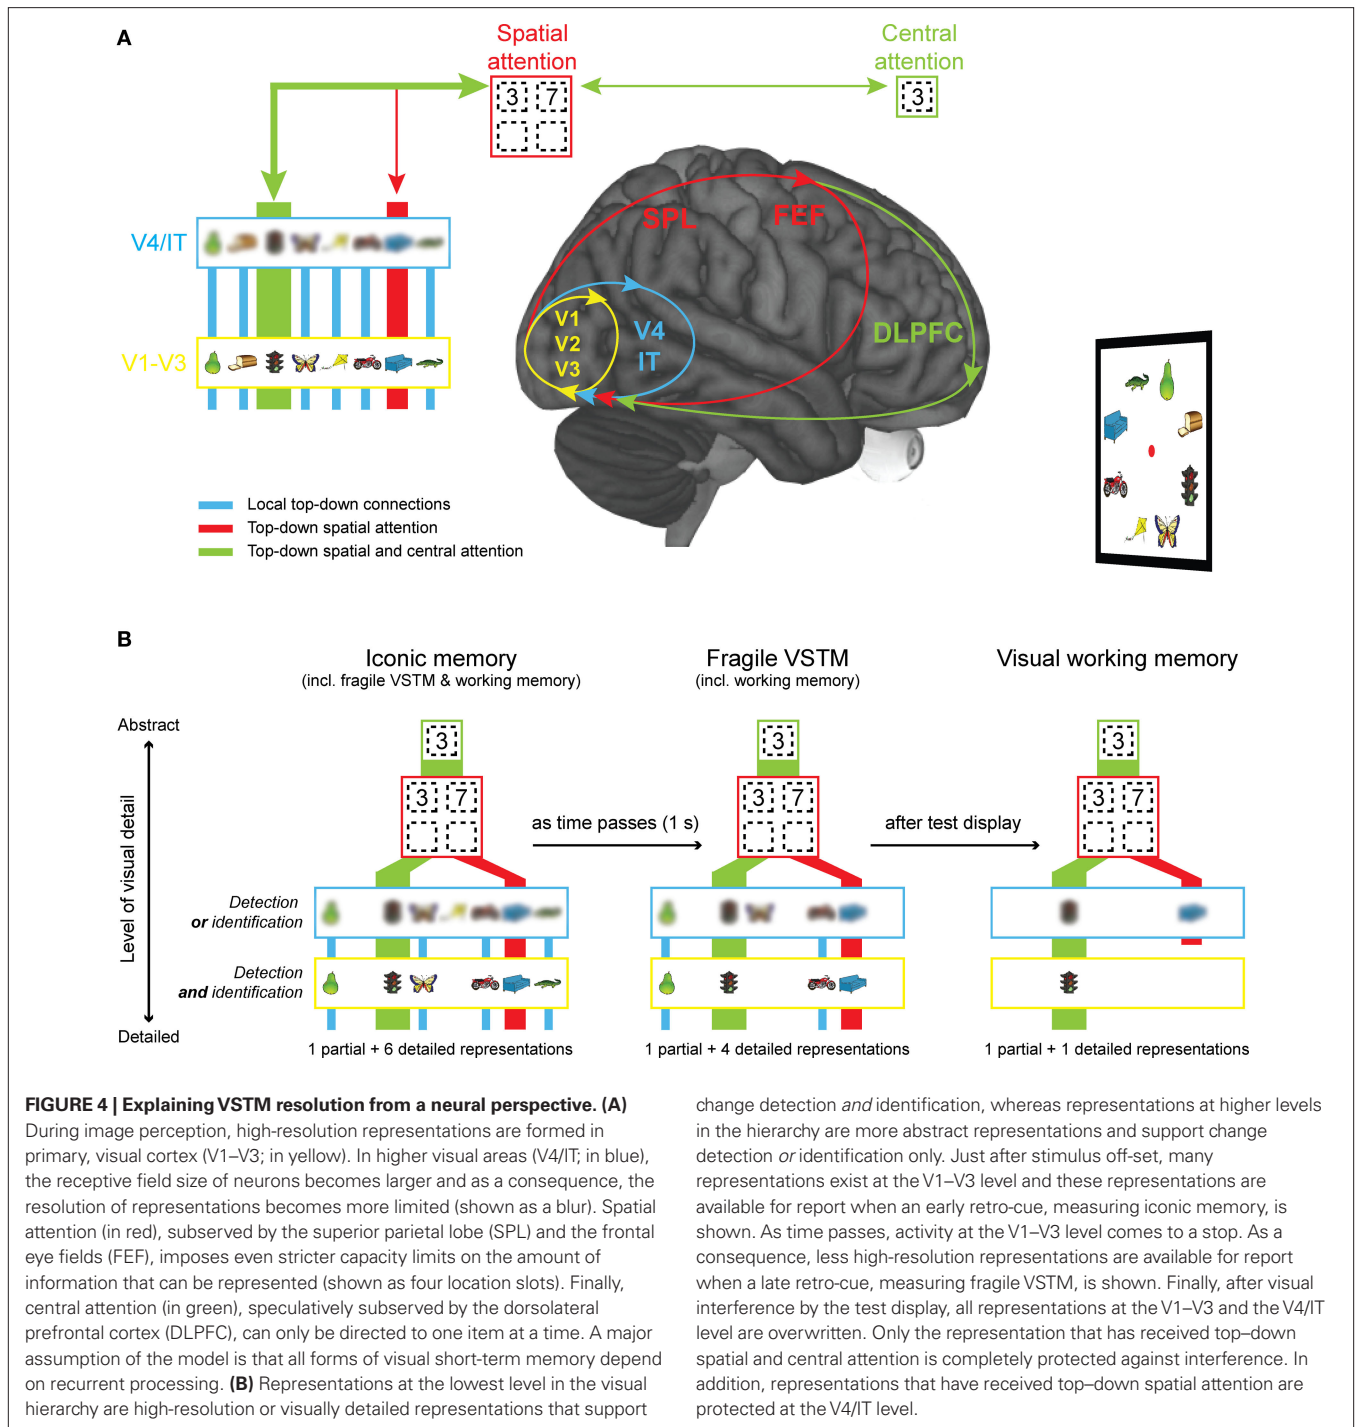 A
Spatial
attention
Central
attention
3 7
3
V4/IT
SPL
FEF
V1
V2
V3
V4
IT
DLPFC
V1-V3
Local top-down connections
Top-down spatial attention
Top-down spatial and central attention
B
Iconic memory
(incl. fragile VSTM & working memory)
Fragile VSTM
(incl. working memory)
Visual working memory
Abstract
Level of visual detail
Detailed
3
3 7
as time passes (1 s)
3
3 7
after test display
3
3 7
Detection
or identification
Detection
and identification
1 partial + 6 detailed representations
1 partial + 4 detailed representations
1 partial + 1 detailed representations
FIGURE 4 | Explaining VSTM resolution from a neural perspective. (A)
During image perception, high-resolution representations are formed in
primary, visual cortex (V1–V3; in yellow). In higher visual areas (V4/IT; in blue),
the receptive field size of neurons becomes larger and as a consequence, the
resolution of representations becomes more limited (shown as a blur). Spatial
attention (in red), subserved by the superior parietal lobe (SPL) and the frontal
eye fields (FEF), imposes even stricter capacity limits on the amount of
information that can be represented (shown as four location slots). Finally,
central attention (in green), speculatively subserved by the dorsolateral
prefrontal cortex (DLPFC), can only be directed to one item at a time. A major
assumption of the model is that all forms of visual short-term memory depend
on recurrent processing. (B) Representations at the lowest level in the visual
hierarchy are high-resolution or visually detailed representations that support
change detection and identification, whereas representations at higher levels
in the hierarchy are more abstract representations and support change
detection or identification only. Just after stimulus off-set, many
representations exist at the V1–V3 level and these representations are
available for report when an early retro-cue, measuring iconic memory, is
shown. As time passes, activity at the V1–V3 level comes to a stop. As a
consequence, less high-resolution representations are available for report
when a late retro-cue, measuring fragile VSTM, is shown. Finally, after visual
interference by the test display, all representations at the V1–V3 and the V4/IT
level are overwritten. Only the representation that has received top–down
spatial and central attention is completely protected against interference. In
addition, representations that have received top–down spatial attention are
protected at the V4/IT level.